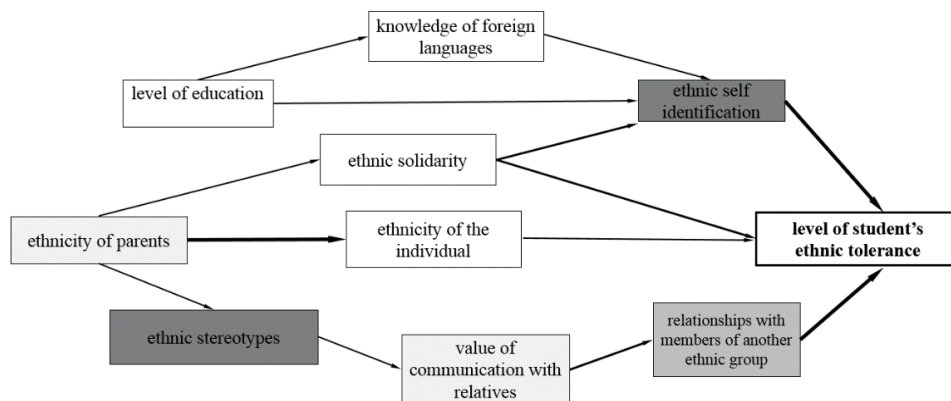 knowledge of foreign
languages
level of education
ethnic self
identification
ethnic solidarity
ethnicity of parents
ethnicity of the
individual
level of student’s
ethnic tolerance
ethnic stereotypes
value of
communication with
relatives
relationships with
members of another
ethnic group